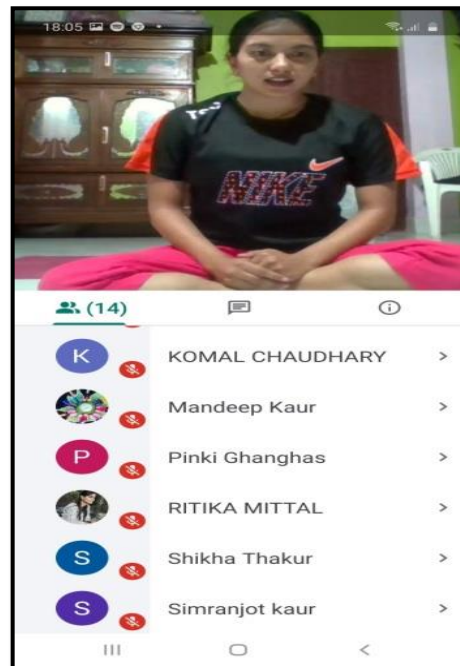 18:05
NIKE
(14)
K KOMAL CHAUDHARY >
Mandeep Kaur >
P Pinki Ghanghas >
RITIKA MITTAL >
S Shikha Thakur >
S Simranjot kaur >